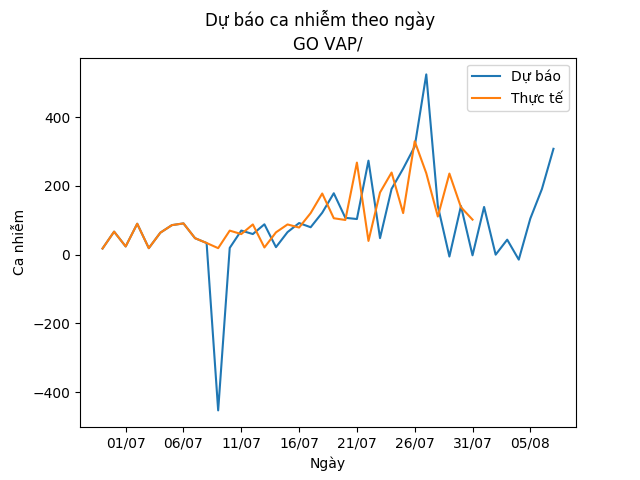 Dự báo ca nhiễm theo ngày
GO VAP/
Dự báo
Thực tế
Ca nhiễm
400
200
0
−200
−400
01/07 06/07 11/07 16/07 21/07 26/07 31/07 05/08
Ngày